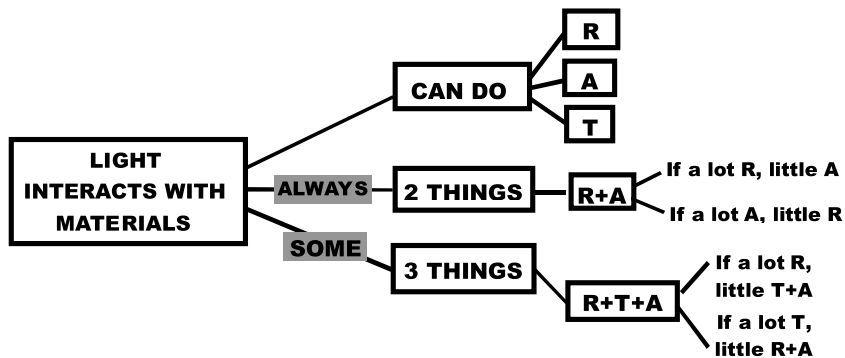 LIGHT
INTERACTS WITH
MATERIALS
CAN DO
R
A
T
ALWAYS
2 THINGS
R+A
If a lot R, little A
If a lot A, little R
SOME
3 THINGS
R+T+A
If a lot R,
little T+A
If a lot T,
little R+A